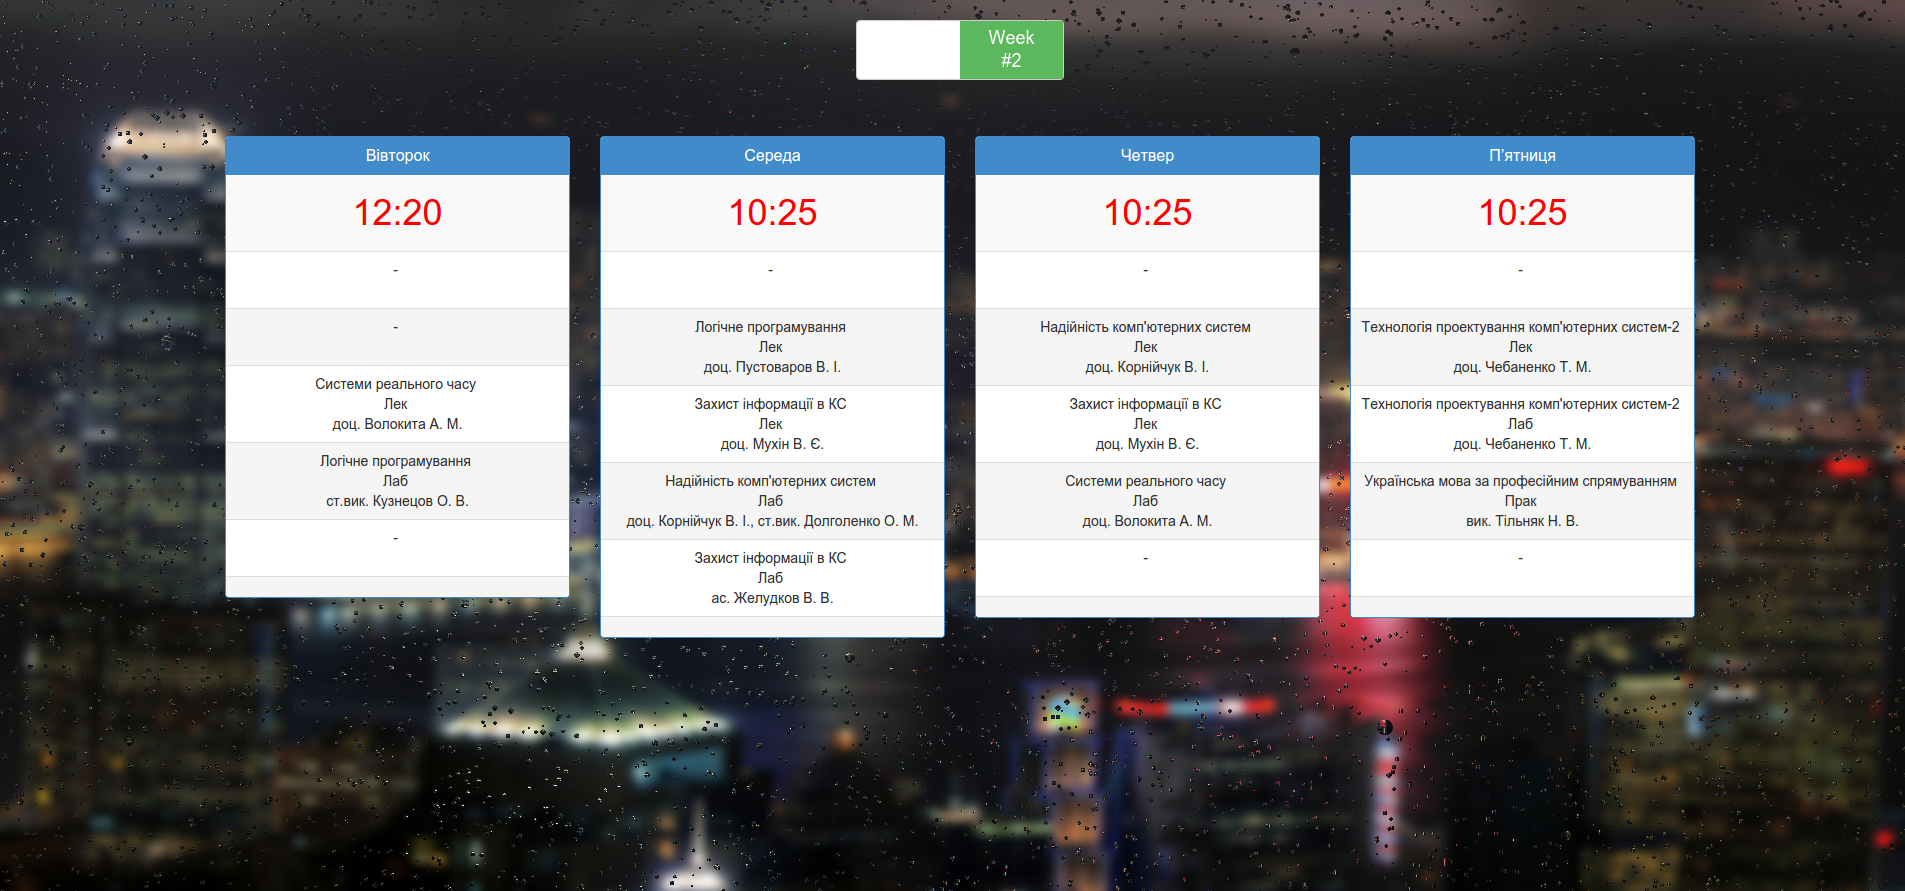 Week
#2
Вівторок
12:20
-
-
Системи реального часу
Лек
доц. Волокита А. М.
Логічне програмування
Лаб
ст.вик. Кузнецов О. В.
-
Середа
10:25
-
Логічне програмування
Лек
доц. Пустоваров В. І.
Захист інформації в КС
Лек
доц. Мухін В. Є.
Надійність комп'ютерних систем
Лаб
доц. Корнійчук В. І., ст.вик. Долголенко О. М.
Захист інформації в КС
Лаб
ас. Желудков В. В.
Четвер
10:25
-
Надійність комп'ютерних систем
Лек
доц. Корнійчук В. І.
Захист інформації в КС
Лек
доц. Мухін В. Є.
Системи реального часу
Лаб
доц. Волокита А. М.
-
П'ятниця
10:25
-
Технологія проектування комп'ютерних систем-2
Лек
доц. Чебаненко Т. М.
Технологія проектування комп'ютерних систем-2
Лаб
доц. Чебаненко Т. М.
Українська мова за професійним спрямуванням
Прак
вик. Тільняк Н. В.
-